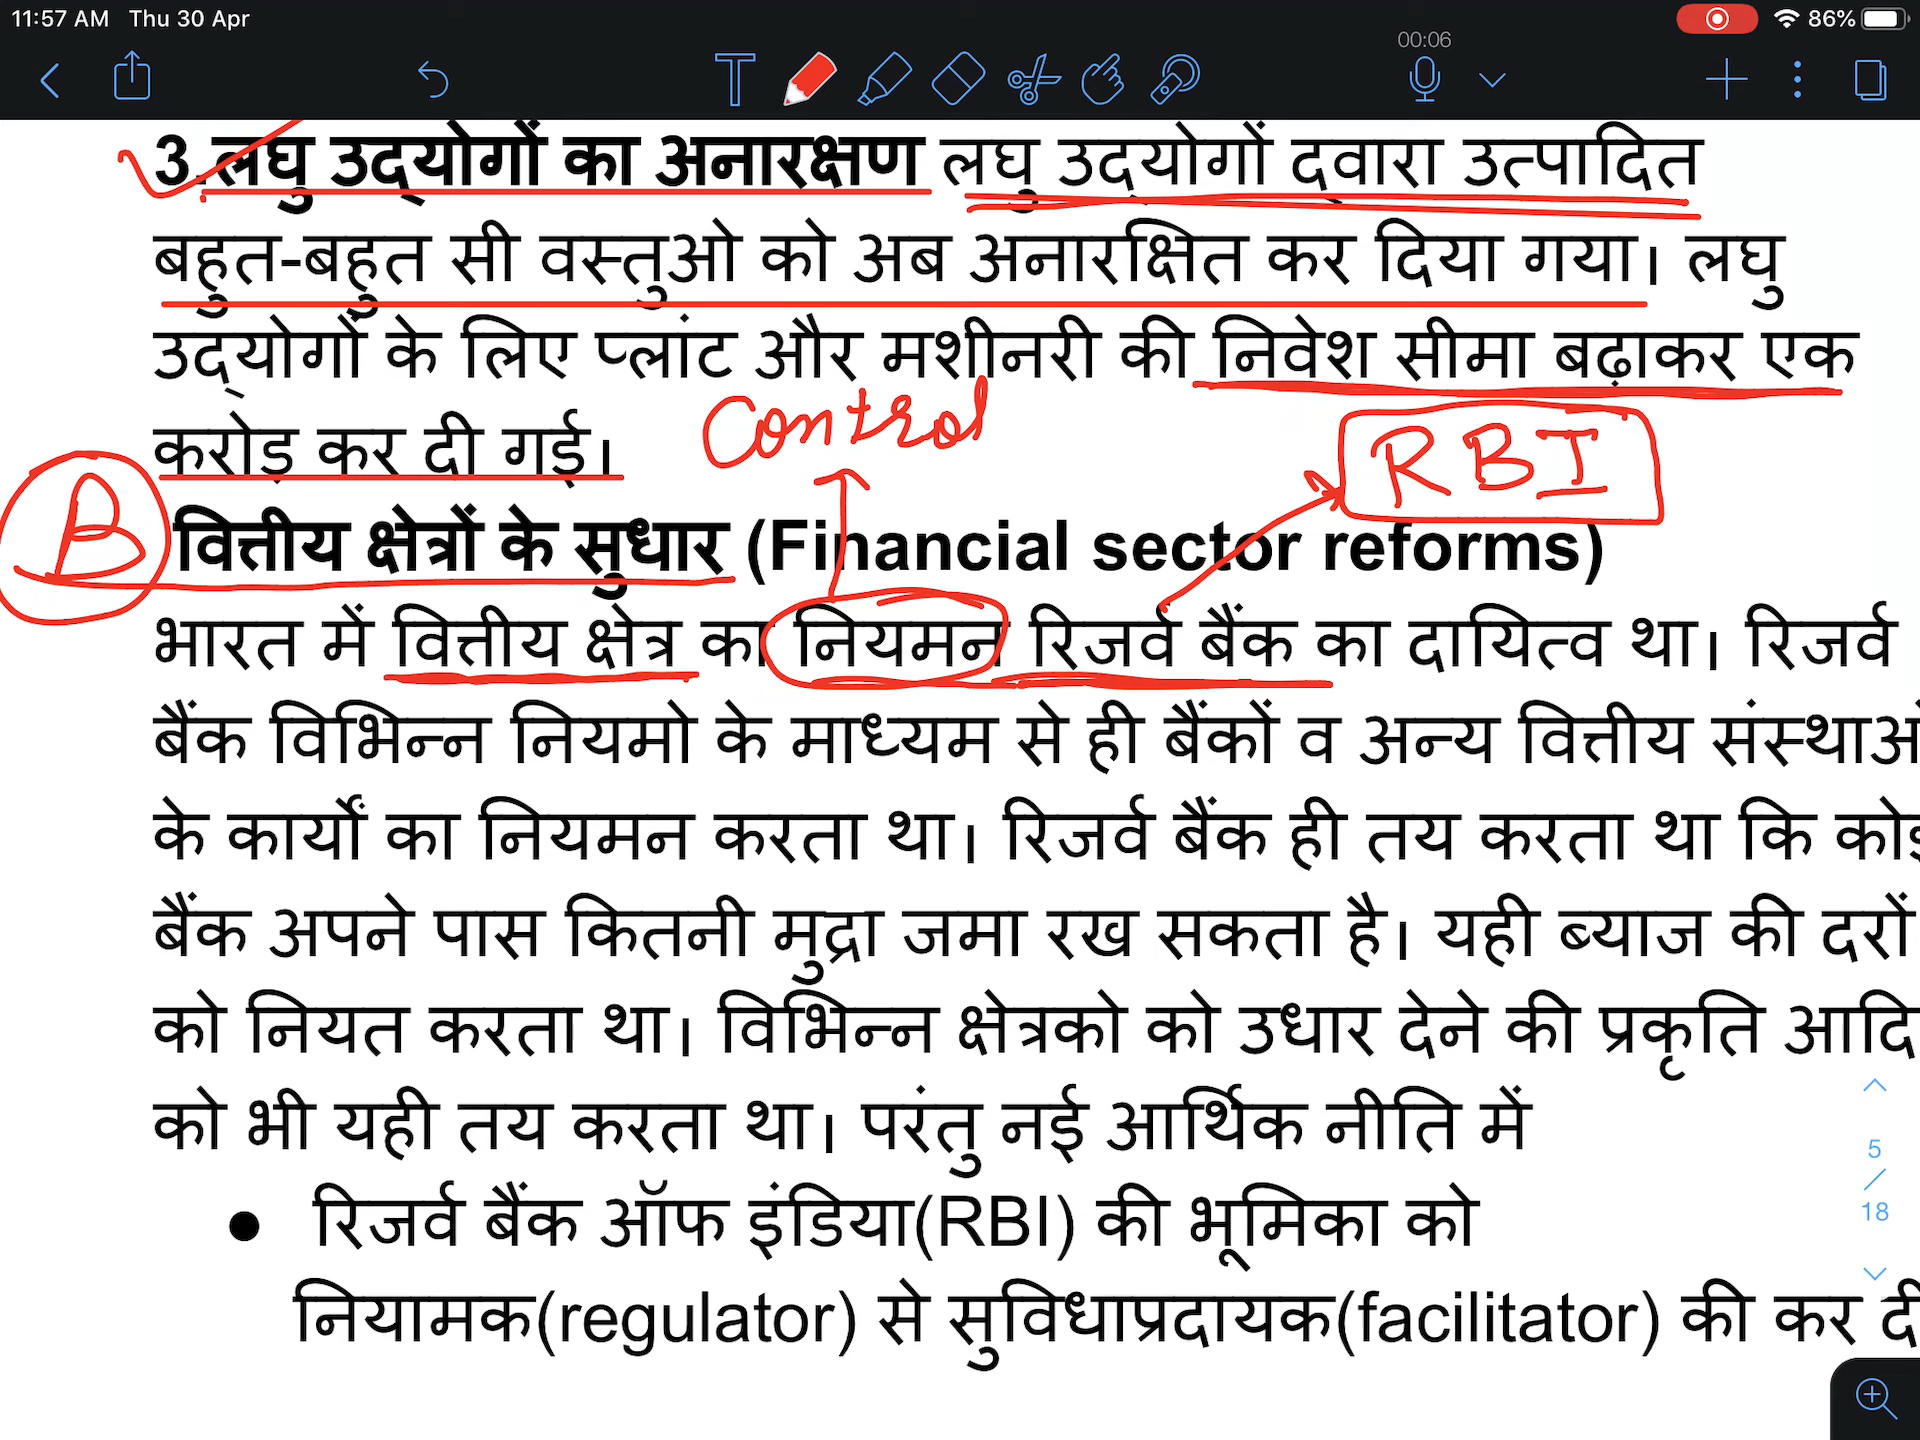 11:57 AM Thu 30 Apr
86%
00:06
3.लघु उद्योगों का अनारक्षण लघु उद्योगों द्वारा उत्पादित
बहुत-बहुत सी वस्तुओ को अब अनारक्षित कर दिया गया। लघु
उद्योगों के लिए प्लांट और मशीनरी की निवेश सीमा बढ़ाकर एक
Control
करोड़ कर दी गई।
RBI
B वित्तीय क्षेत्रों के सुधार (Financial sector reforms)
भारत में वित्तीय क्षेत्र का नियमन रिजर्व बैंक का दायित्व था। रिजर्व
बैंक विभिन्न नियमो के माध्यम से ही बैंकों व अन्य वित्तीय
के कार्यों का नियमन करता था। रिजर्व बैंक ही तय करता था कि
बैंक अपने पास कितनी मुद्रा जमा रख सकता है। यही ब्याज की दरों
को नियत करता था। विभिन्न क्षेत्रको को उधार देने की प्रकृति आदि
को भी यही तय करता था। परंतु नई आर्थिक नीति में
● रिजर्व बैंक ऑफ इंडिया(RBI) की भूमिका को
नियामक(regulator) से सुविधाप्रदायक(facilitator) की कर
5
/
18